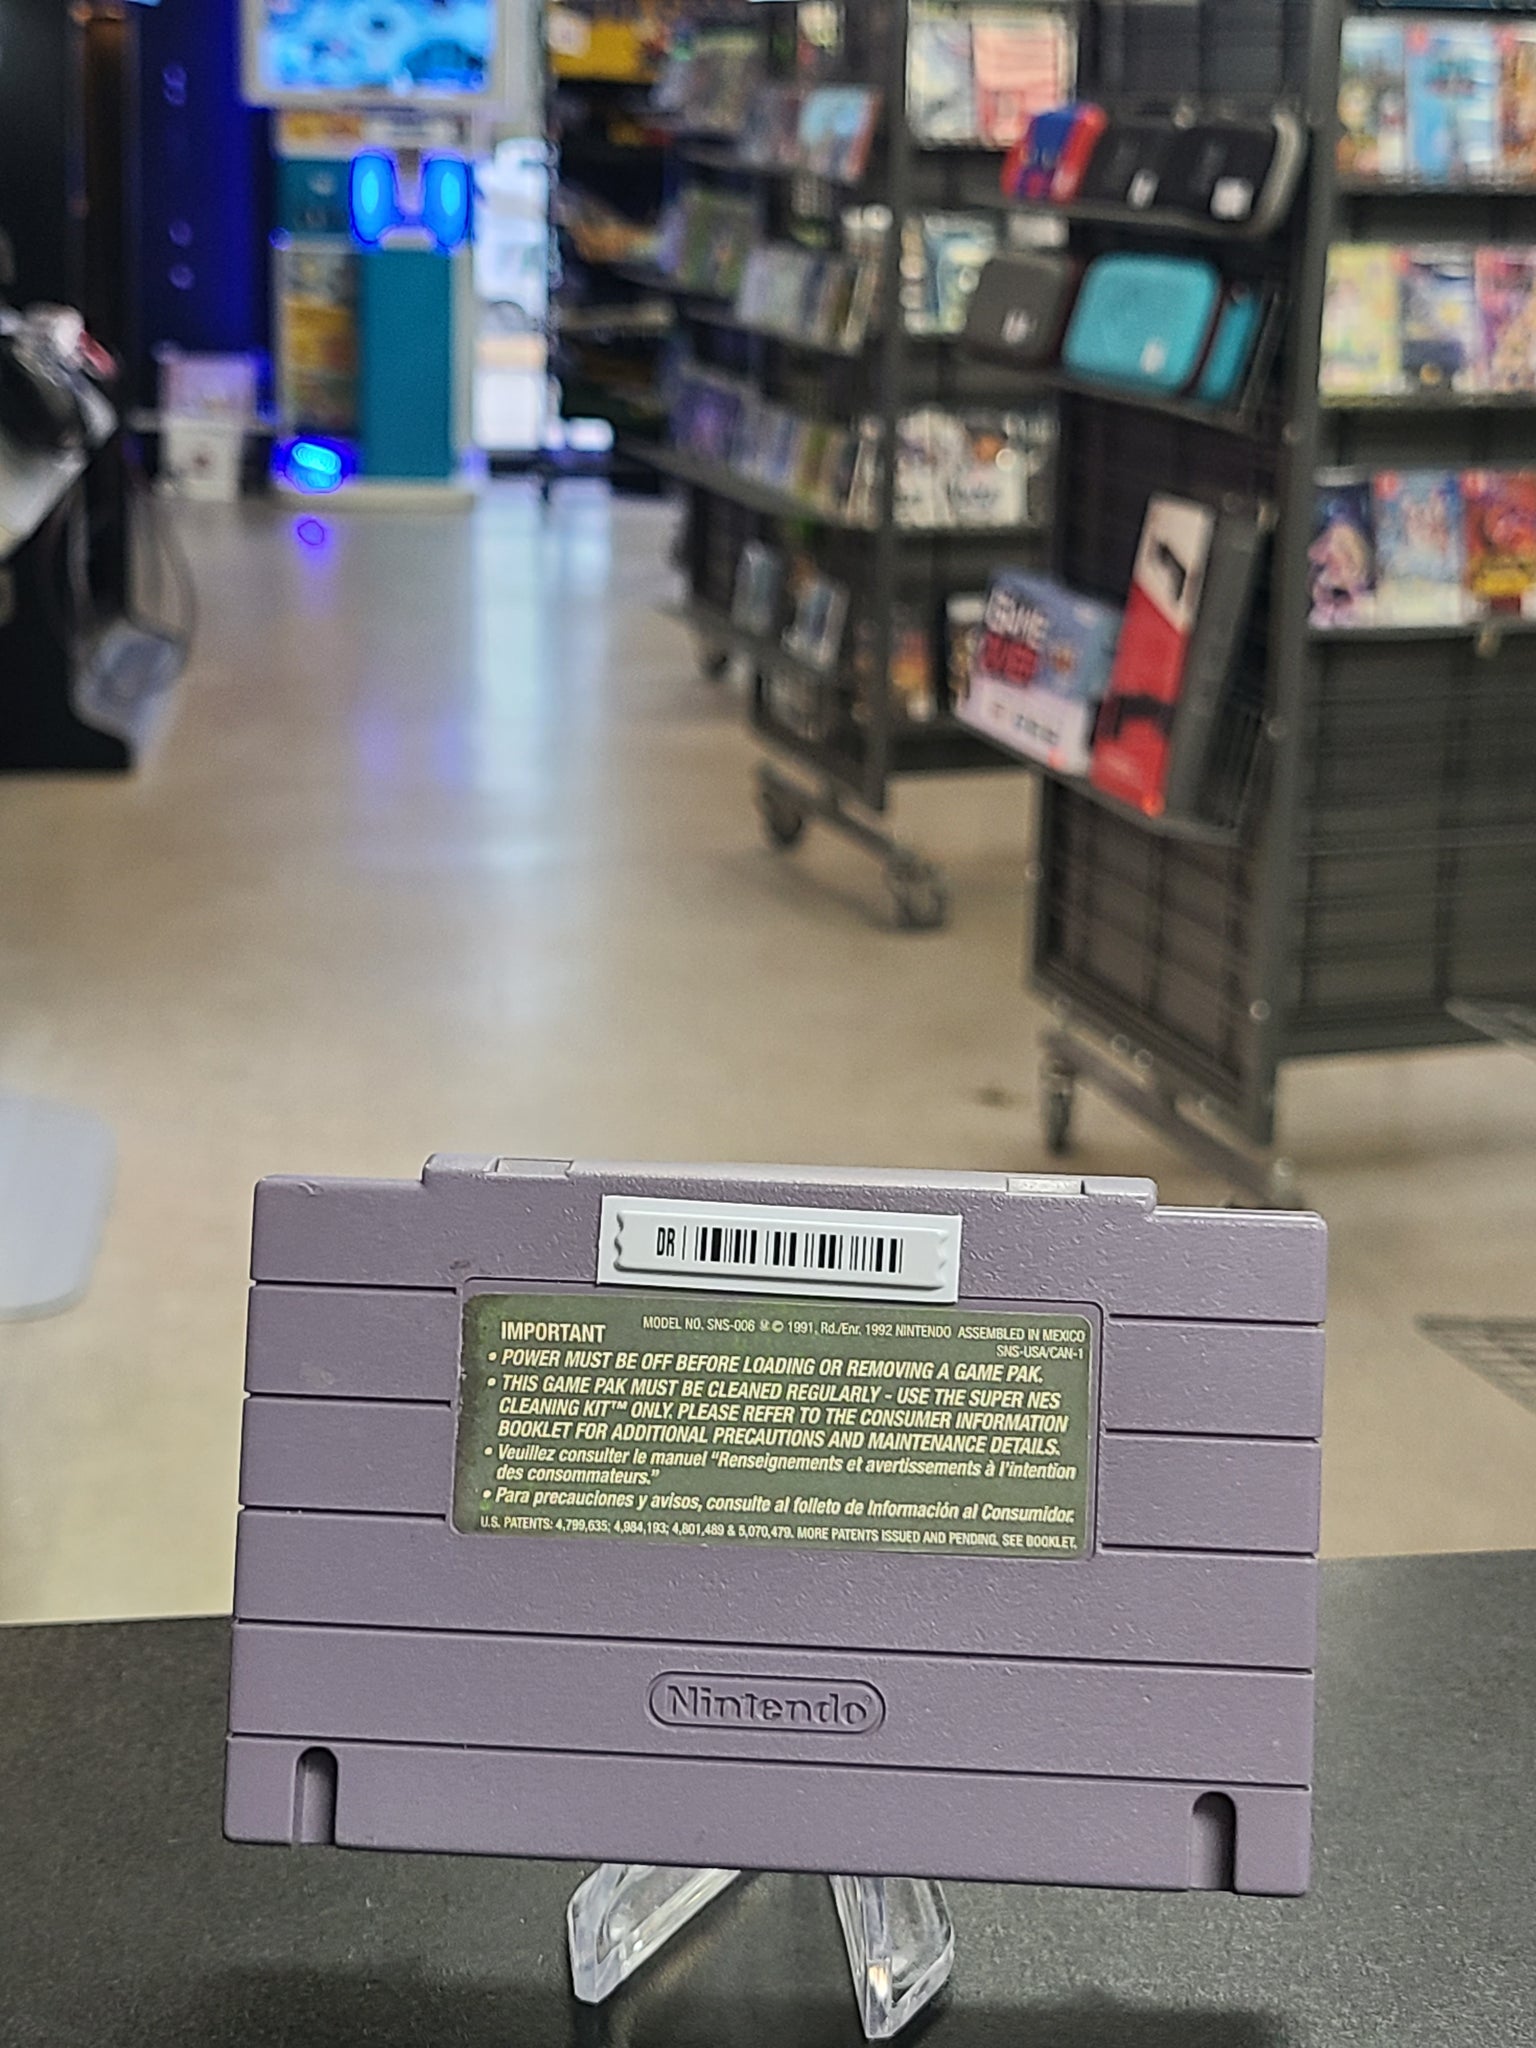 GAME
OVER
DR
IMPORTANT MODEL NO. SNS-006 Ⓜ © 1991, Rd./Enr. 1992 NINTENDO ASSEMBLED IN MEXICO
SNS-USA/CAN-1
• POWER MUST BE OFF BEFORE LOADING OR REMOVING A GAME PAK.
• THIS GAME PAK MUST BE CLEANED REGULARLY - USE THE SUPER NES
CLEANING KIT™ ONLY. PLEASE REFER TO THE CONSUMER INFORMATION
BOOKLET FOR ADDITIONAL PRECAUTIONS AND MAINTENANCE DETAILS.
• Veuillez consulter le manuel “Renseignements et avertissements à l'intention
des consommateurs.”
• Para precauciones y avisos, consulte al folleto de Información al Consumidor.
U.S. PATENTS: 4,799,635; 4,984,193; 4,801,489 & 5,070,479. MORE PATENTS ISSUED AND PENDING. SEE BOOKLET.
Nintendo®